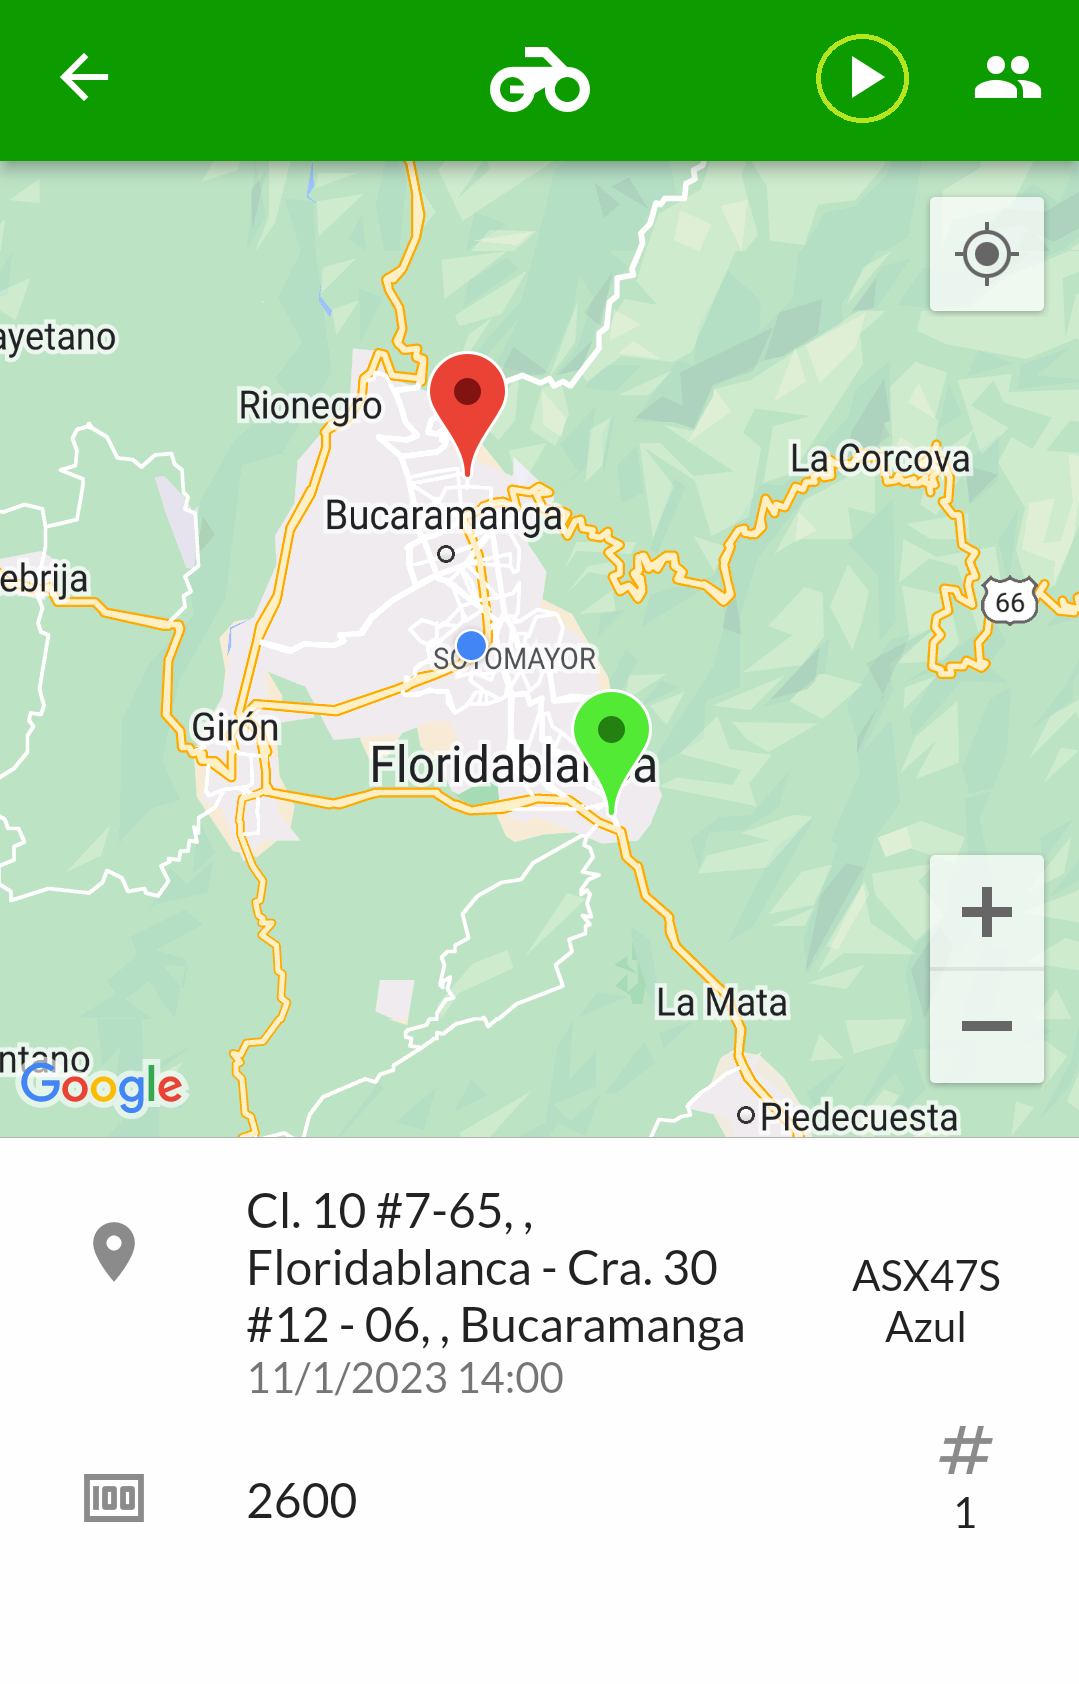 ayetano
Rionegro
La Corcova
Bucaramanga
ebrija
66
SOTOMAYOR
Girón
Floridablanca
La Mata
ntano
Google
Piedecuesta
Cl. 10 #7-65, ,
Floridablanca - Cra. 30
#12 - 06, , Bucaramanga
11/1/2023 14:00
ASX47S
Azul
100
2600
#
1